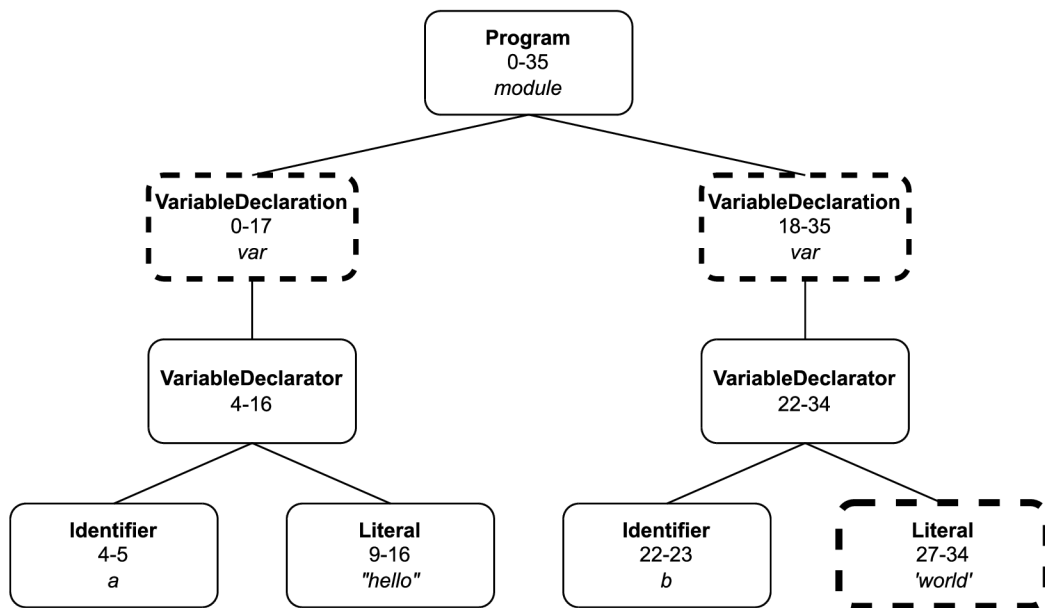 Program
0-35
module
VariableDeclaration
0-17
var
VariableDeclaration
18-35
var
VariableDeclarator
4-16
VariableDeclarator
22-34
Identifier
4-5
a
Literal
9-16
"hello"
Identifier
22-23
b
Literal
27-34
'world'